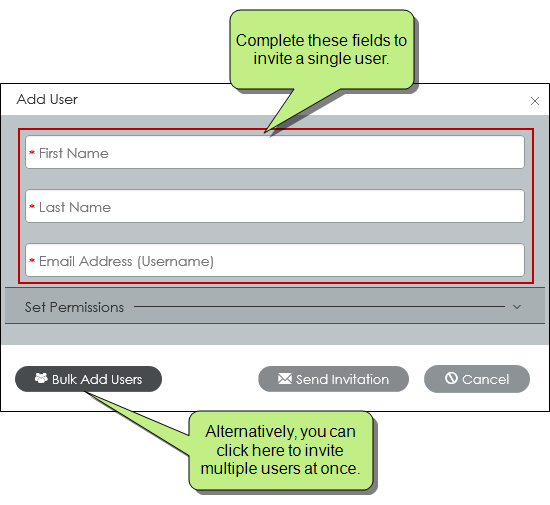 Complete these fields to
invite a single user.
Add User
* First Name
* Last Name
* Email Address (Username)
Set Permissions
Bulk Add Users
Send Invitation
Cancel
Alternatively, you can
click here to invite
multiple users at once.